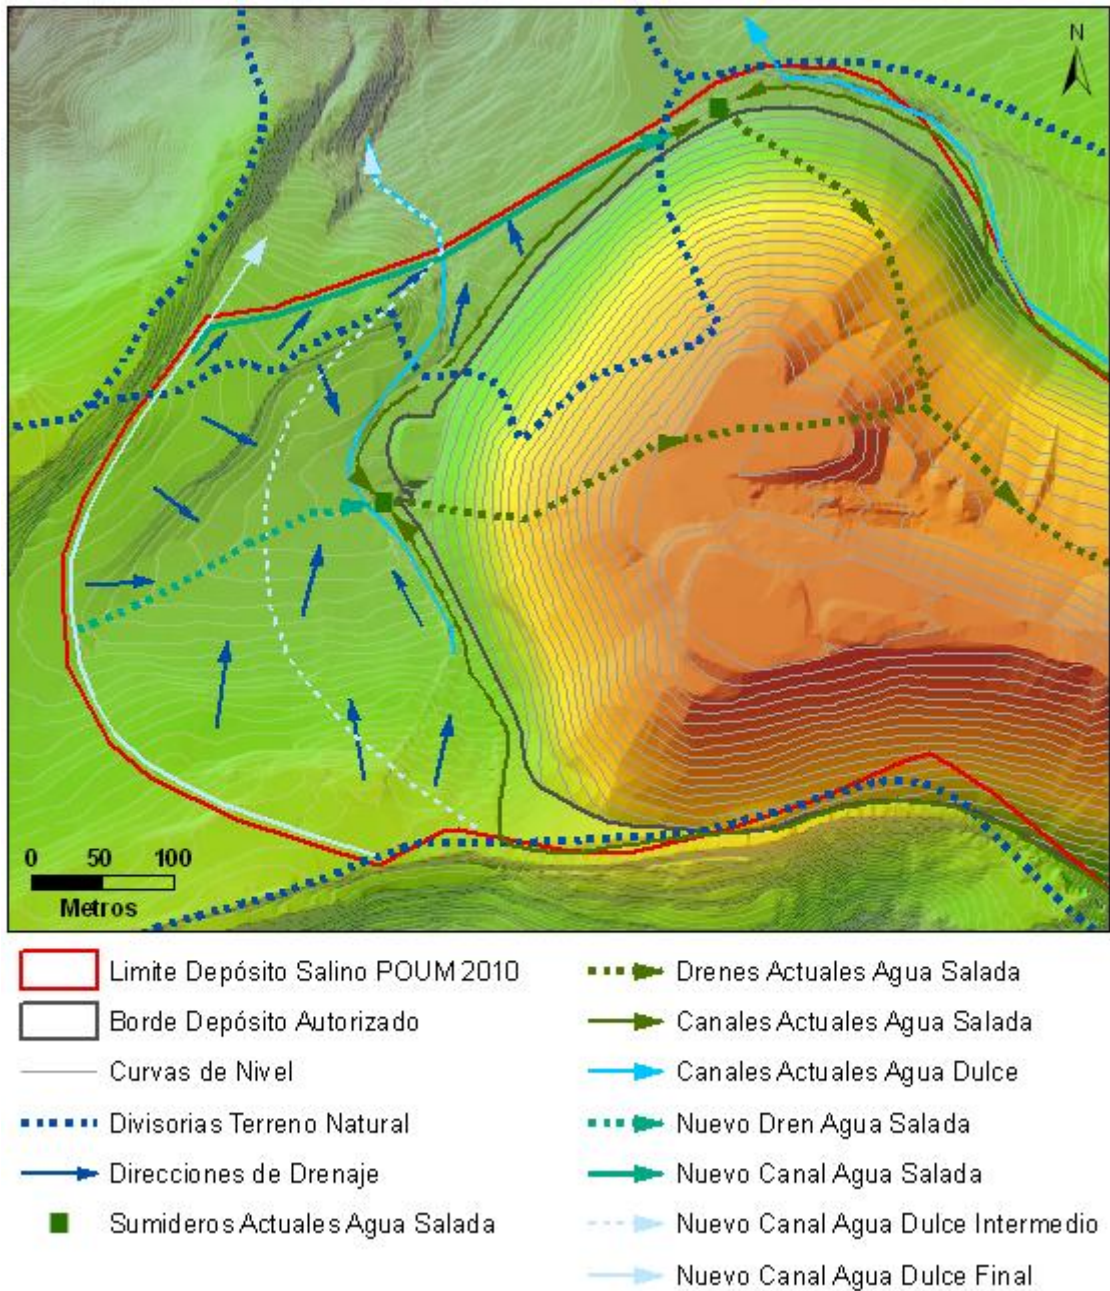 N
0 50 100
Metros
Limite Depósito Salino POUM 2010
Borde Depósito Autorizado
Curvas de Nivel
Divisorias Terreno Natural
Direcciones de Drenaje
Sumideros Actuales Agua Salada
Drenes Actuales Agua Salada
Canales Actuales Agua Salada
Canales Actuales Agua Dulce
Nuevo Dren Agua Salada
Nuevo Canal Agua Salada
Nuevo Canal Agua Dulce Intermedio
Nuevo Canal Agua Dulce Final